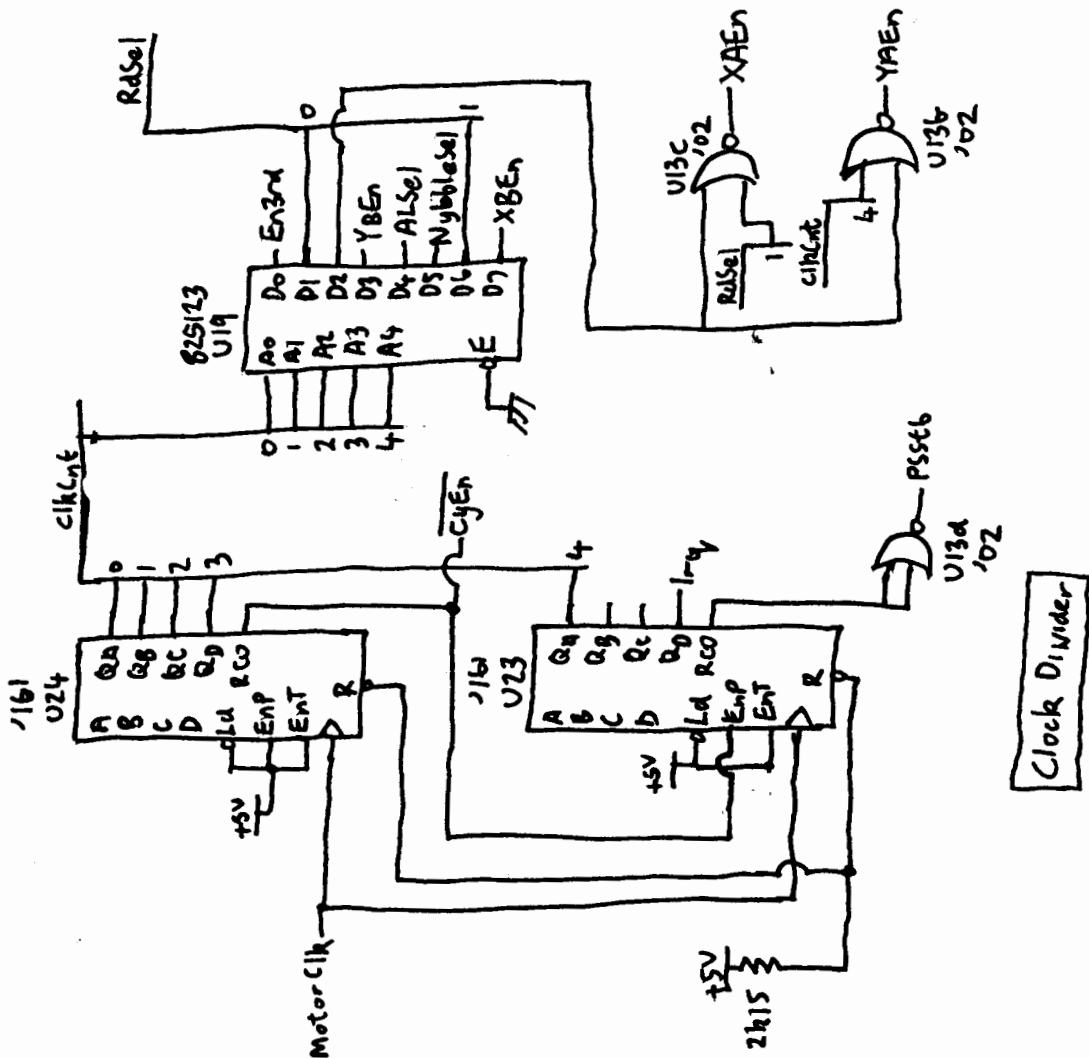 MotorClk
+5V
'161
U24
A
B
C
D
Ld
EnP
EnT
R
QA
QB
QC
QD
RCO
0
1
2
3
ClkCnt
+5V
2k15
+5V
'161
U23
A
B
C
D
Ld
EnP
EnT
R
QA
QB
QC
QD
RCO
4
Irq
CyEn
U13d
'02
PSStb
0
1
2
3
4
82S123
U19
A0
A1
A2
A3
A4
E
D0
D1
D2
D3
D4
D5
D6
D7
En3rd
YBEn
ALSel
NybbleSel
XBEn
0
1
RdSel
RdSel
1
U13c
'02
XAEn
ClkCnt
4
U13b
'02
YAEn
Clock Divider